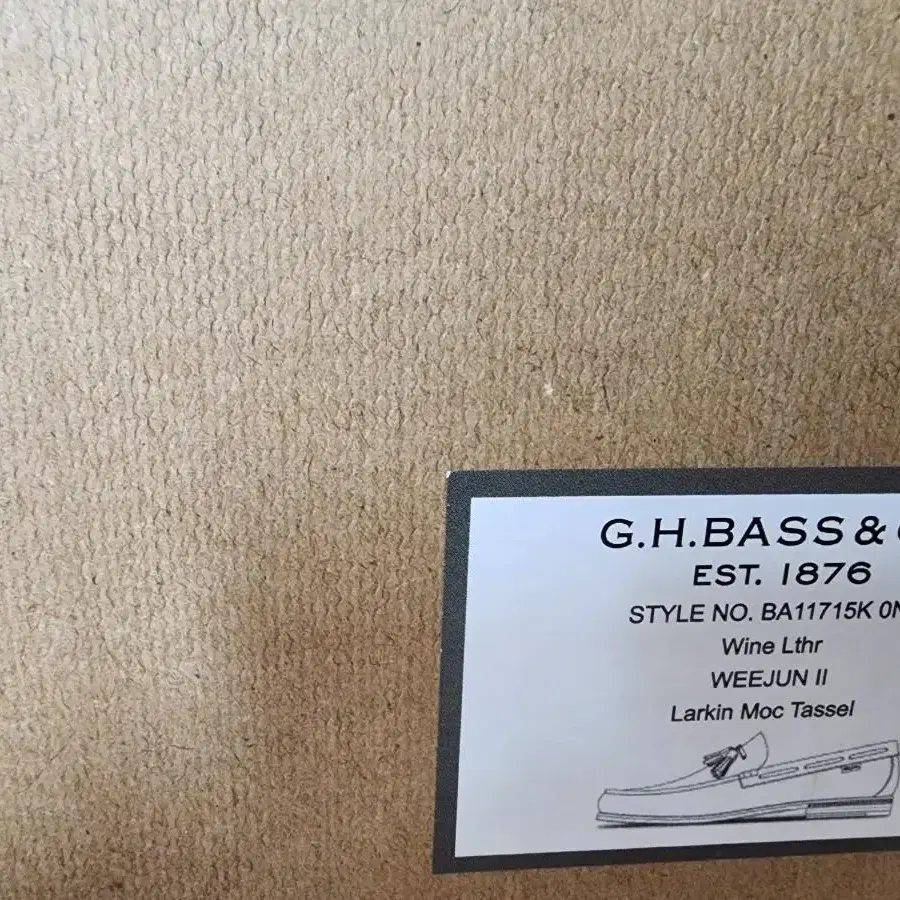 G.H.BASS &
EST. 1876
STYLE NO. BA11715K
Wine Lthr
WEEJUN II
Larkin Moc Tassel